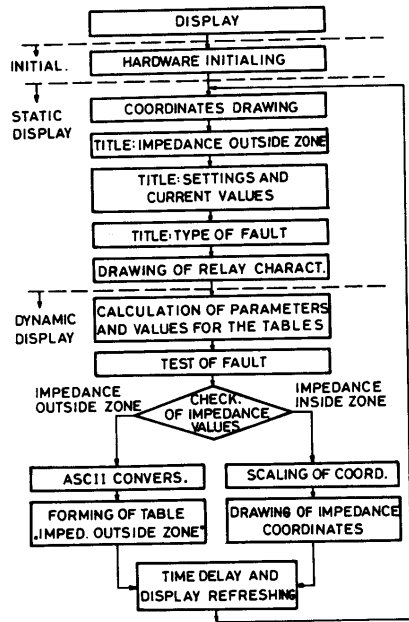 DISPLAY
INITIAL.
HARDWARE INITIALING
STATIC
DISPLAY
COORDINATES DRAWING
TITLE: IMPEDANCE OUTSIDE ZONE
TITLE: SETTINGS AND
CURRENT VALUES
TITLE: TYPE OF FAULT
DRAWING OF RELAY CHARACT.
DYNAMIC
DISPLAY
CALCULATION OF PARAMETERS
AND VALUES FOR THE TABLES
TEST OF FAULT
IMPEDANCE
OUTSIDE ZONE
CHECK.
OF IMPEDANCE
VALUES
IMPEDANCE
INSIDE ZONE
ASCII CONVERS.
FORMING OF TABLE
„IMPED. OUTSIDE ZONE"
SCALING OF COORD.
DRAWING OF IMPEDANCE
COORDINATES
TIME DELAY AND
DISPLAY REFRESHING